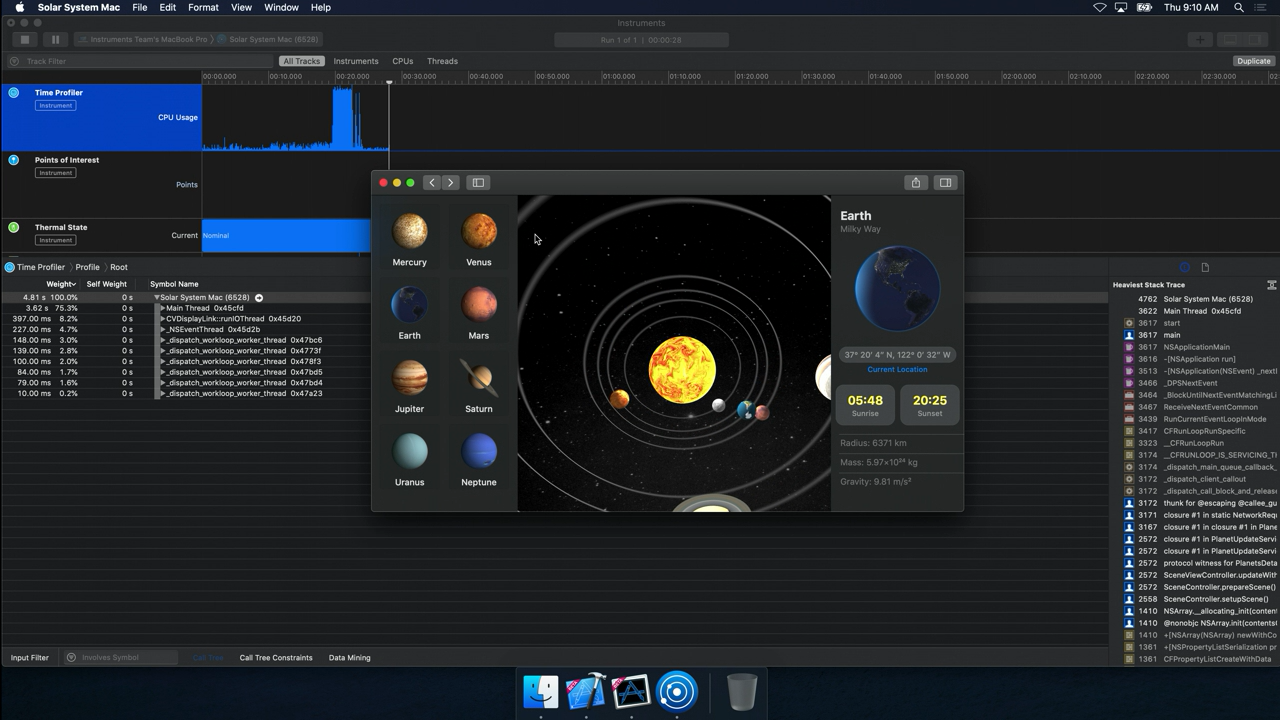 Solar System Mac File Edit Format View Window Help Thu 9:10 AM
Instruments
Instruments Team's MacBook Pro Solar System Mac (6528) Run 1 of 1 | 00:00:28
Track Filter All Tracks Instruments CPUs Threads
00:00.000 00:10.000 00:20.000 00:30.000 00:40.000 00:50.000 01:00.000 01:10.000 01:20.000 01:30.000 01:40.000 01:50.000 02:00.000 02:10.000 02:20.000 02:30.000 Duplicate
Time Profiler
Instrument
CPU Usage
Points of Interest
Instrument
Points
Thermal State
Instrument
Current
Nominal
Mercury Venus
Earth Mars
Jupiter Saturn
Uranus Neptune
Earth
Milky Way
37° 20' 4" N, 122° 0' 32" W
Current Location
05:48 20:25
Sunrise Sunset
Radius: 6371 km
Mass: 5.97×10²⁴ kg
Gravity: 9.81 m/s²
Time Profiler Profile Root
Weight Self Weight Symbol Name
4.81 s 100.0% 0 s Solar System Mac (6528)
3.62 s 75.3% 0 s Main Thread 0x45cfd
397.00 ms 8.2% 0 s CVDisplayLink::runIOThread 0x45d20
227.00 ms 4.7% 0 s _NSEventThread 0x45d2b
148.00 ms 3.0% 0 s _dispatch_workloop_worker_thread 0x47bc6
139.00 ms 2.8% 0 s _dispatch_workloop_worker_thread 0x4773f
100.00 ms 2.0% 0 s _dispatch_workloop_worker_thread 0x478f3
84.00 ms 1.7% 0 s _dispatch_workloop_worker_thread 0x47bd5
79.00 ms 1.6% 0 s _dispatch_workloop_worker_thread 0x47bd4
10.00 ms 0.2% 0 s _dispatch_workloop_worker_thread 0x47a23
Heaviest Stack Trace
4762 Solar System Mac (6528)
3622 Main Thread 0x45cfd
3617 start
3617 main
3617 NSApplicationMain
3616 -[NSApplication run]
3513 -[NSApplication(NSEvent) _nextl
3466 _DPSNextEvent
3464 _BlockUntilNextEventMatchingLi
3467 ReceiveNextEventCommon
3439 RunCurrentEventLoopInMode
3417 CFRunLoopRunSpecific
3323 __CFRunLoopRun
3174 __CFRUNLOOP_IS_SERVICING_T
3174 _dispatch_main_queue_callback_
3172 _dispatch_client_callout
3172 _dispatch_call_block_and_releas
3172 thunk for @escaping @callee_gu
3171 closure #1 in static NetworkRequ
3167 closure #1 in closure #1 in Plane
2572 closure #1 in PlanetUpdateServi
2572 closure #1 in PlanetUpdateServi
2572 protocol witness for PlanetsDeta
2572 SceneViewController.updateWith
2572 SceneController.prepareScene()
2558 SceneController.setupScene()
1410 NSArray.__allocating_init(content
1410 @nonobjc NSArray.init(contents
1410 +[NSArray(NSArray) newWithCo
1361 +[NSPropertyListSerialization pr
1361 CFPropertyListCreateWithData
Input Filter Involves Symbol Call Tree Call Tree Constraints Data Mining